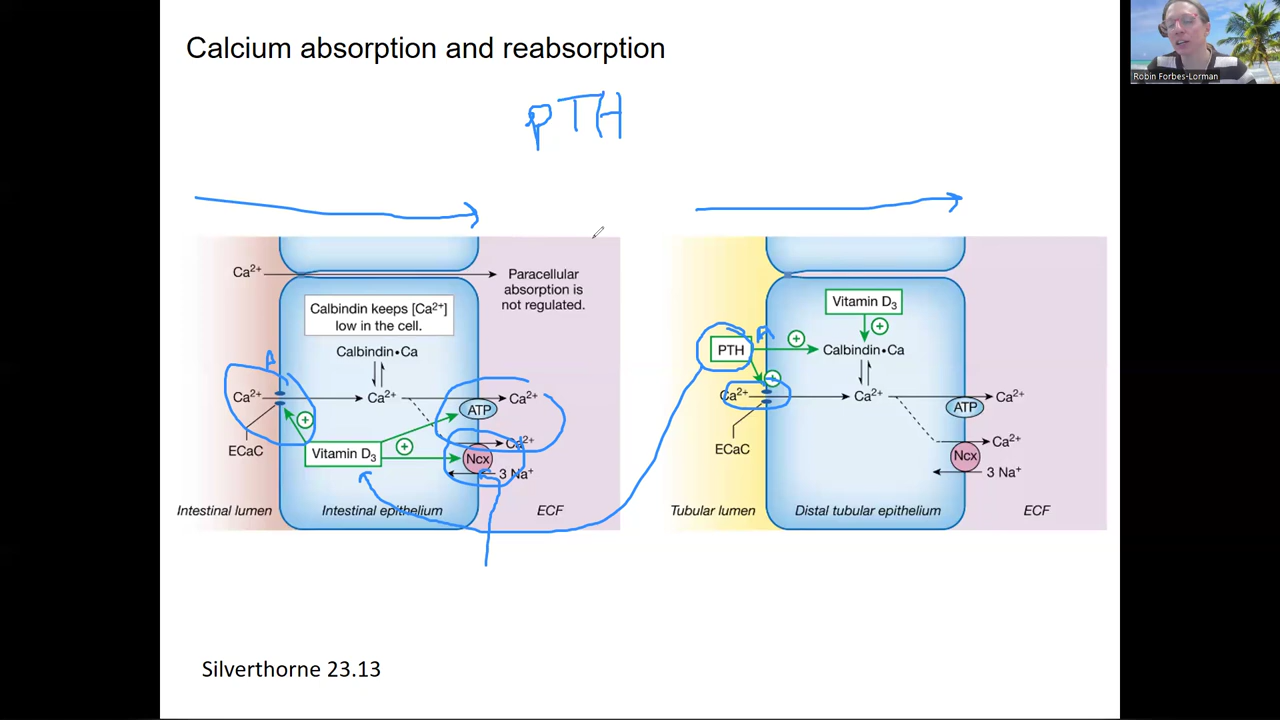 Robin Forbes-Lorman
Calcium absorption and reabsorption
PTH
Ca²⁺
Paracellular
absorption is
not regulated.
Calbindin keeps [Ca²⁺]
low in the cell.
Calbindin•Ca
A
Ca²⁺
Ca²⁺
ATP
Ca²⁺
+
ECaC
Vitamin D₃
+
Ca²⁺
Ncx
3 Na⁺
Intestinal lumen
Intestinal epithelium
ECF
Vitamin D₃
+
PTH
A
+
Calbindin•Ca
+
Ca²⁺
Ca²⁺
ATP
Ca²⁺
ECaC
Ca²⁺
Ncx
3 Na⁺
Tubular lumen
Distal tubular epithelium
ECF
Silverthorne 23.13